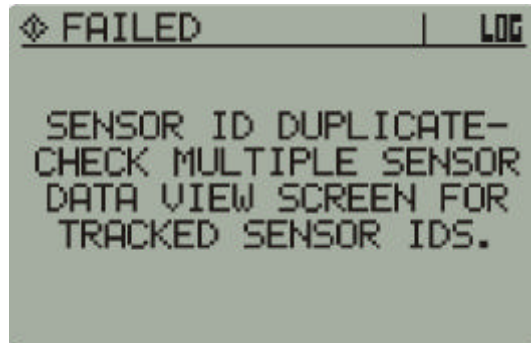 FAILED
LOG
SENSOR ID DUPLICATE-
CHECK MULTIPLE SENSOR
DATA VIEW SCREEN FOR
TRACKED SENSOR IDS.